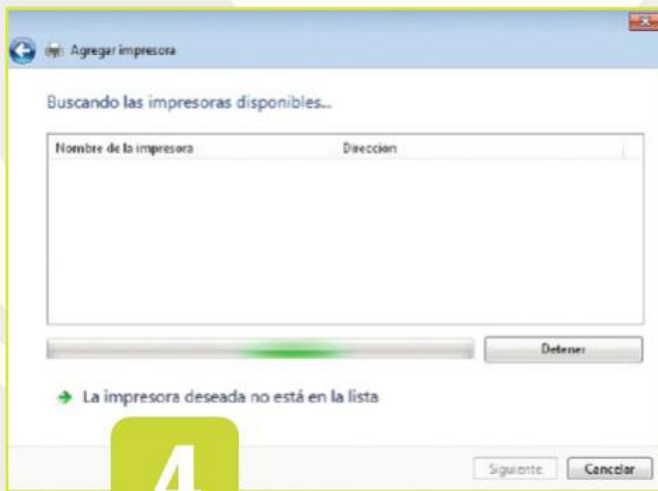 Agregar impresora
Buscando las impresoras disponibles...
Nombre de la impresora Direccion
Detener
La impresora deseada no está en la lista
Siguiente Cancelar
4